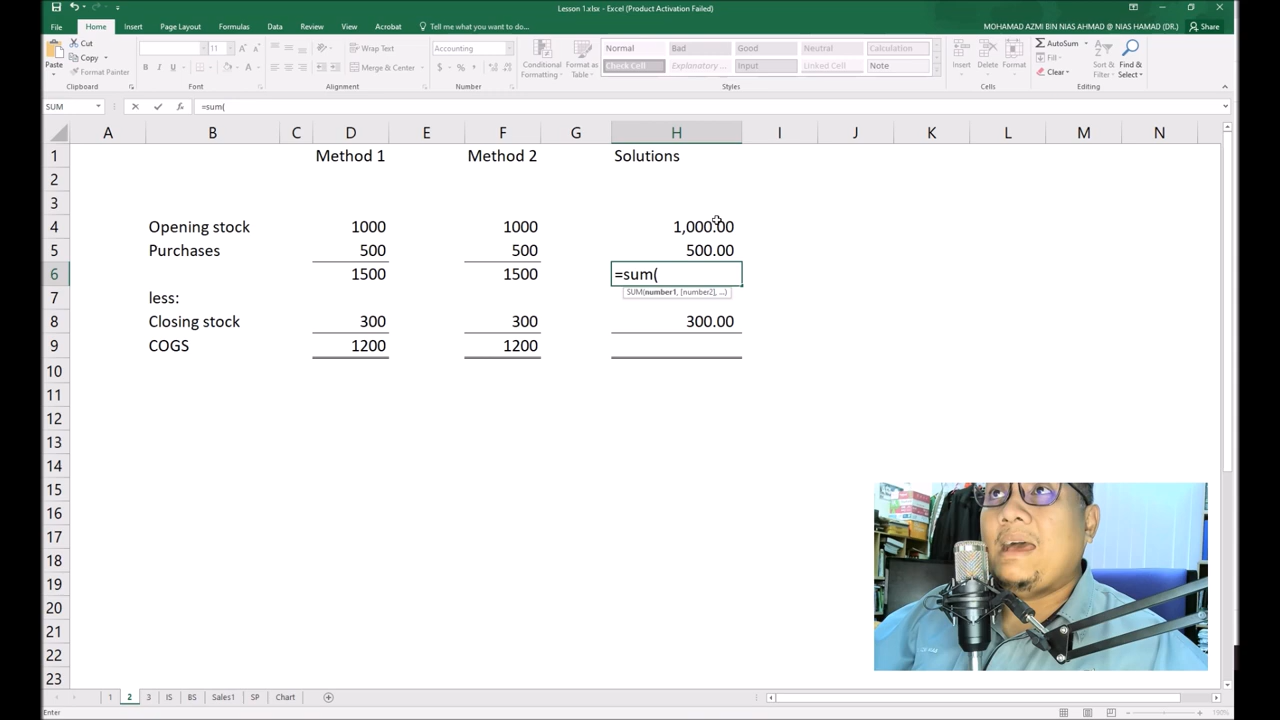 Lesson 1.xlsx - Excel (Product Activation Failed)
File Home Insert Page Layout Formulas Data Review View Acrobat Tell me what you want to do... MOHAMAD AZMI BIN NIAS AHMAD @ NIAS HAMAD (DR.) Share
Paste Cut Copy Format Painter
11
B I U
Wrap Text
Merge & Center
Accounting
$ % ,
Conditional Formatting Format as Table
Normal Bad Good Neutral Calculation
Check Cell Explanatory ... Input Linked Cell Note
Insert Delete Format
AutoSum Fill Clear
Sort & Filter Find & Select
Clipboard Font Alignment Number Styles Cells Editing
SUM fx =sum(
A B C D E F G H I J K L M N
1 Method 1 Method 2 Solutions
2
3
4 Opening stock 1000 1000 1,000.00
5 Purchases 500 500 500.00
6 1500 1500 =sum(
SUM(number1, [number2], ...)
7 less:
8 Closing stock 300 300 300.00
9 COGS 1200 1200
10
11
12
13
14
15
16
17
18
19
20
21
22
23
1 2 3 IS BS Sales1 SP Chart
Enter 190%